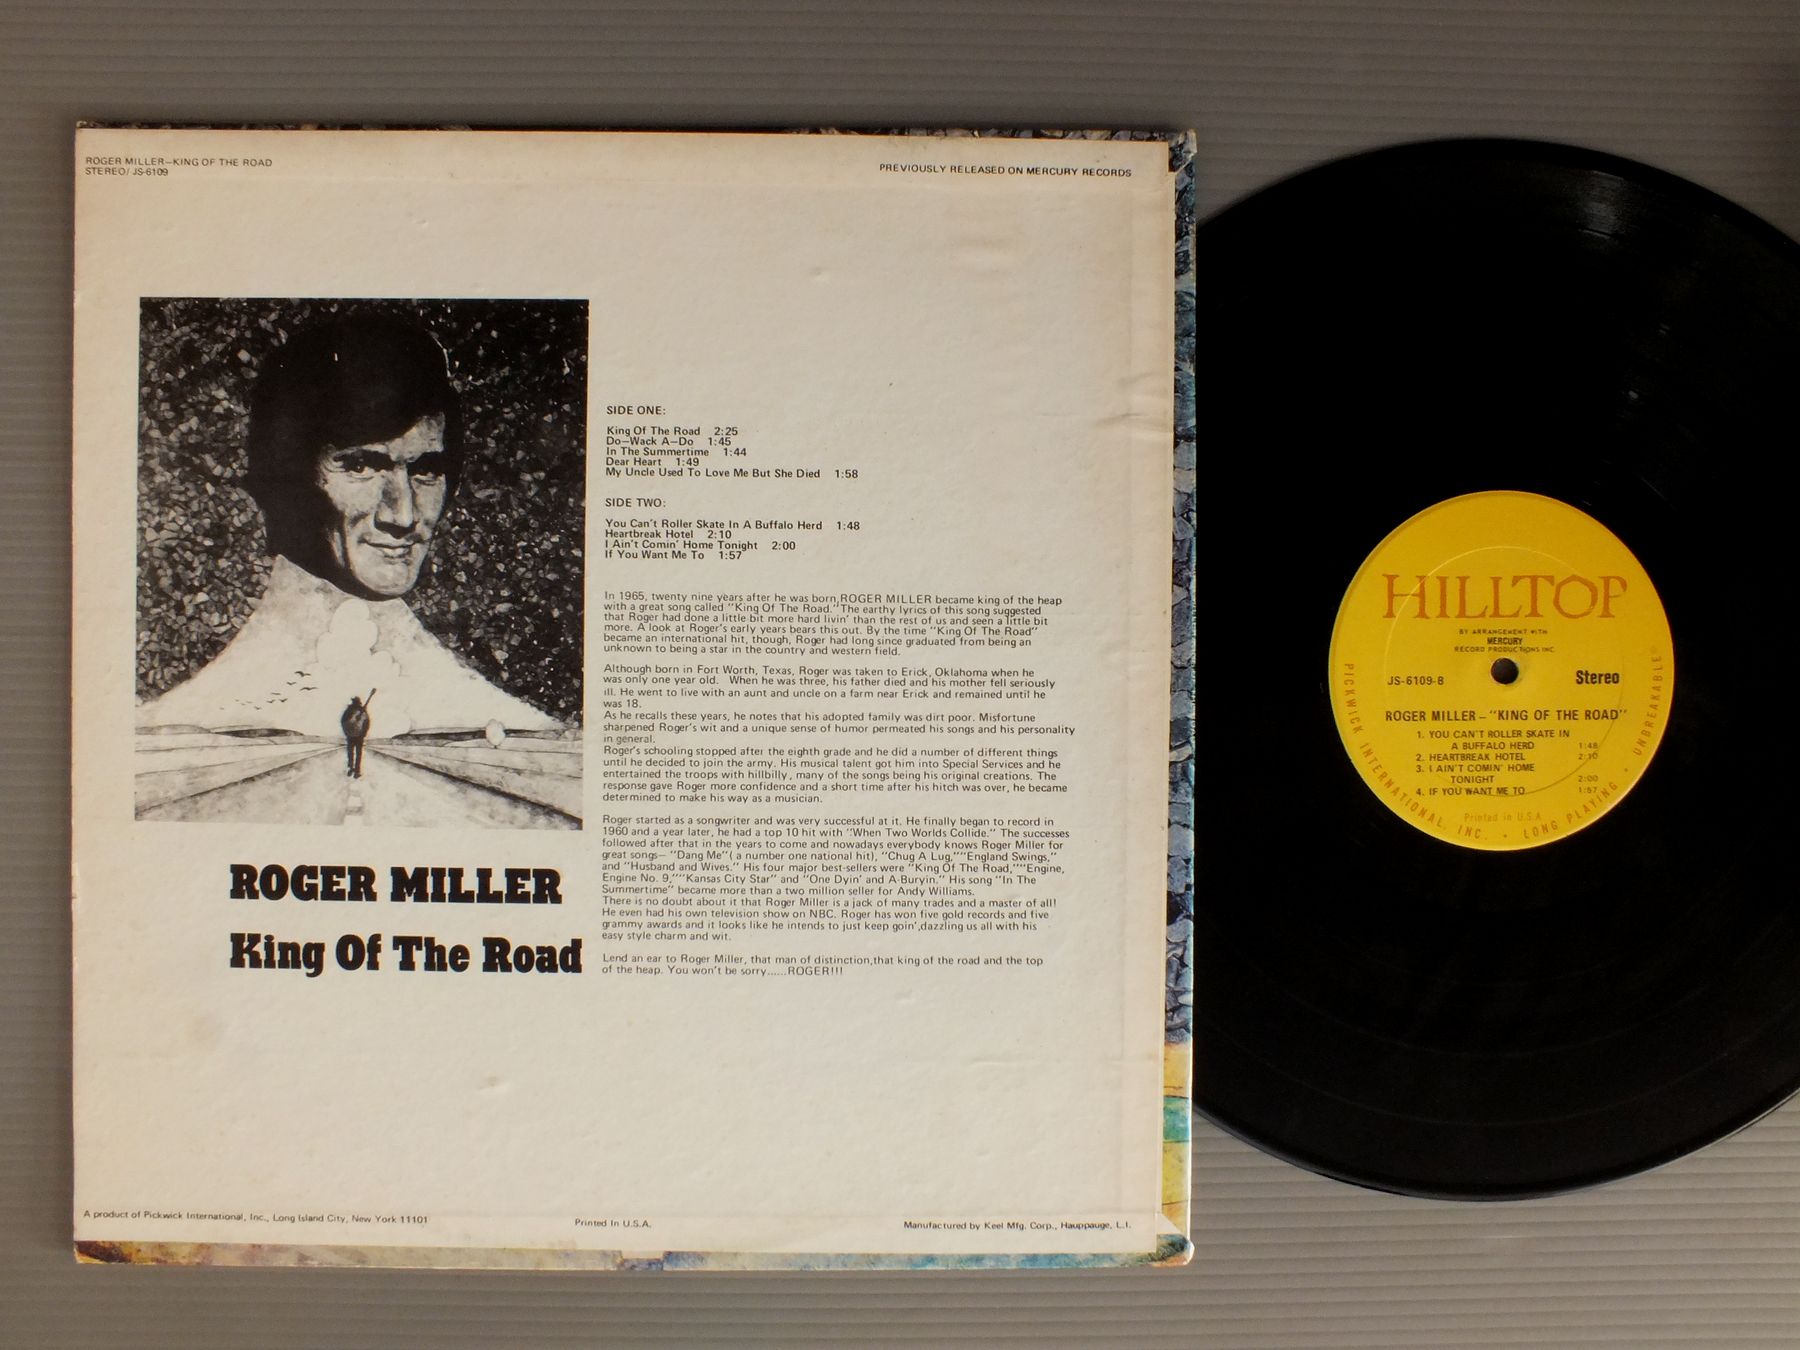 ROGER MILLER—KING OF THE ROAD
STEREO/ JS-6109
PREVIOUSLY RELEASED ON MERCURY RECORDS
SIDE ONE:
King Of The Road 2:25
Do—Wack A—Do 1:45
In The Summertime 1:44
Dear Heart 1:49
My Uncle Used To Love Me But She Died 1:58
SIDE TWO:
You Can't Roller Skate In A Buffalo Herd 1:48
Heartbreak Hotel 2:10
I Ain't Comin' Home Tonight 2:00
If You Want Me To 1:57
In 1965, twenty nine years after he was born,ROGER MILLER became king of the heap
with a great song called "King Of The Road."The earthy lyrics of this song suggested
that Roger had done a little bit more hard livin' than the rest of us and seen a little bit
more. A look at Roger's early years bears this out. By the time "King Of The Road"
became an international hit, though, Roger had long since graduated from being an
unknown to being a star in the country and western field.
Although born in Fort Worth, Texas, Roger was taken to Erick, Oklahoma when he
was only one year old. When he was three, his father died and his mother fell seriously
ill. He went to live with an aunt and uncle on a farm near Erick and remained until he
was 18.
As he recalls these years, he notes that his adopted family was dirt poor. Misfortune
sharpened Roger's wit and a unique sense of humor permeated his songs and his personality
in general.
Roger's schooling stopped after the eighth grade and he did a number of different things
until he decided to join the army. His musical talent got him into Special Services and he
entertained the troops with hillbilly, many of the songs being his original creations. The
response gave Roger more confidence and a short time after his hitch was over, he became
determined to make his way as a musician.
Roger started as a songwriter and was very successful at it. He finally began to record in
1960 and a year later, he had a top 10 hit with "When Two Worlds Collide." The successes
followed after that in the years to come and nowadays everybody knows Roger Miller for
great songs— "Dang Me"( a number one national hit), "Chug A Lug,""England Swings,"
and "Husband and Wives." His four major best-sellers were "King Of The Road,""Engine,
Engine No. 9,""Kansas City Star" and "One Dyin' and A-Buryin." His song "In The
Summertime" became more than a two million seller for Andy Williams.
There is no doubt about it that Roger Miller is a jack of many trades and a master of all!
He even had his own television show on NBC. Roger has won five gold records and five
grammy awards and it looks like he intends to just keep goin',dazzling us all with his
easy style charm and wit.
Lend an ear to Roger Miller, that man of distinction,that king of the road and the top
of the heap. You won't be sorry......ROGER!!!
ROGER MILLER
King Of The Road
A product of Pickwick International, Inc., Long Island City, New York 11101
Printed In U.S.A.
Manufactured by Keel Mfg. Corp., Hauppauge, L.I.
HILLTOP
BY ARRANGEMENT WITH
MERCURY
RECORD PRODUCTIONS INC.
JS-6109-B
Stereo
ROGER MILLER – "KING OF THE ROAD"
1. YOU CAN'T ROLLER SKATE IN
A BUFFALO HERD 1:48
2. HEARTBREAK HOTEL 2:10
3. I AIN'T COMIN' HOME
TONIGHT 2:00
4. IF YOU WANT ME TO 1:57
Printed in U.S.A.
PICKWICK INTERNATIONAL, INC. • LONG PLAYING • UNBREAKABLE®